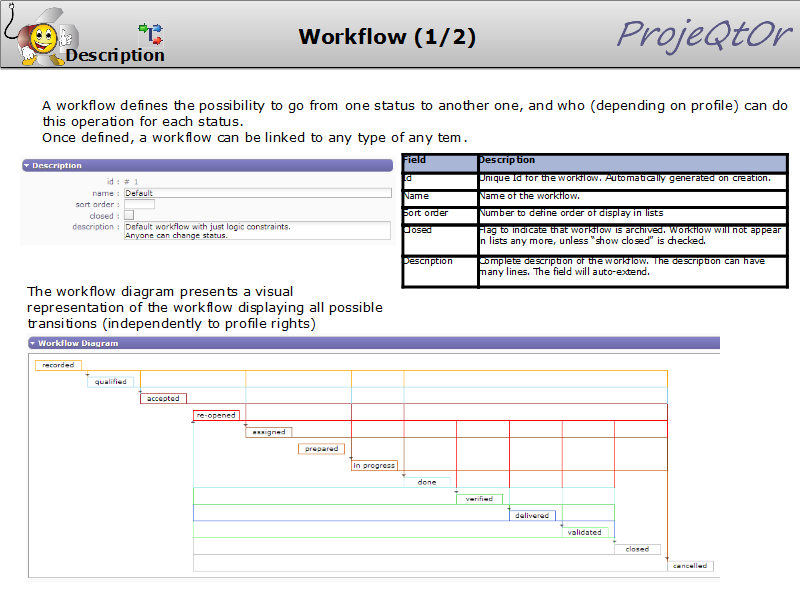 Description
Workflow (1/2)
ProjeQtOr
A workflow defines the possibility to go from one status to another one, and who (depending on profile) can do
this operation for each status.
Once defined, a workflow can be linked to any type of any tem.
Description
id : # 1
name : Default
sort order :
closed :
description : Default workflow with just logic constraints.
Anyone can change status.
Field Description
Id Unique Id for the workflow. Automatically generated on creation.
Name Name of the workflow.
Sort order Number to define order of display in lists
Closed Flag to indicate that workflow is archived. Workflow will not appear
in lists any more, unless “show closed” is checked.
Description Complete description of the workflow. The description can have
many lines. The field will auto-extend.
The workflow diagram presents a visual
representation of the workflow displaying all possible
transitions (independently to profile rights)
Workflow Diagram
recorded
qualified
accepted
re-opened
assigned
prepared
in progress
done
verified
delivered
validated
closed
cancelled